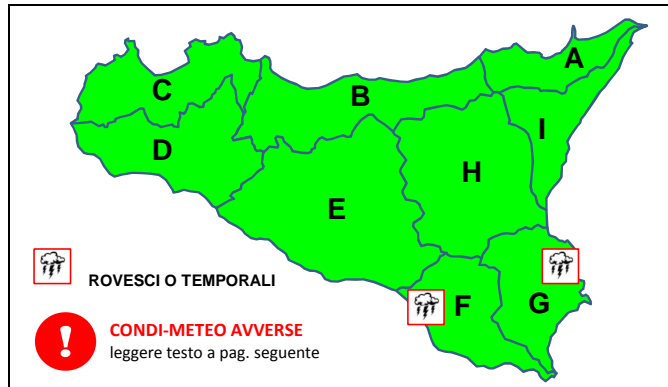 A
C
B
I
D
H
E
ROVESCI O TEMPORALI
F
G
!
CONDI-METEO AVVERSE
leggere testo a pag. seguente